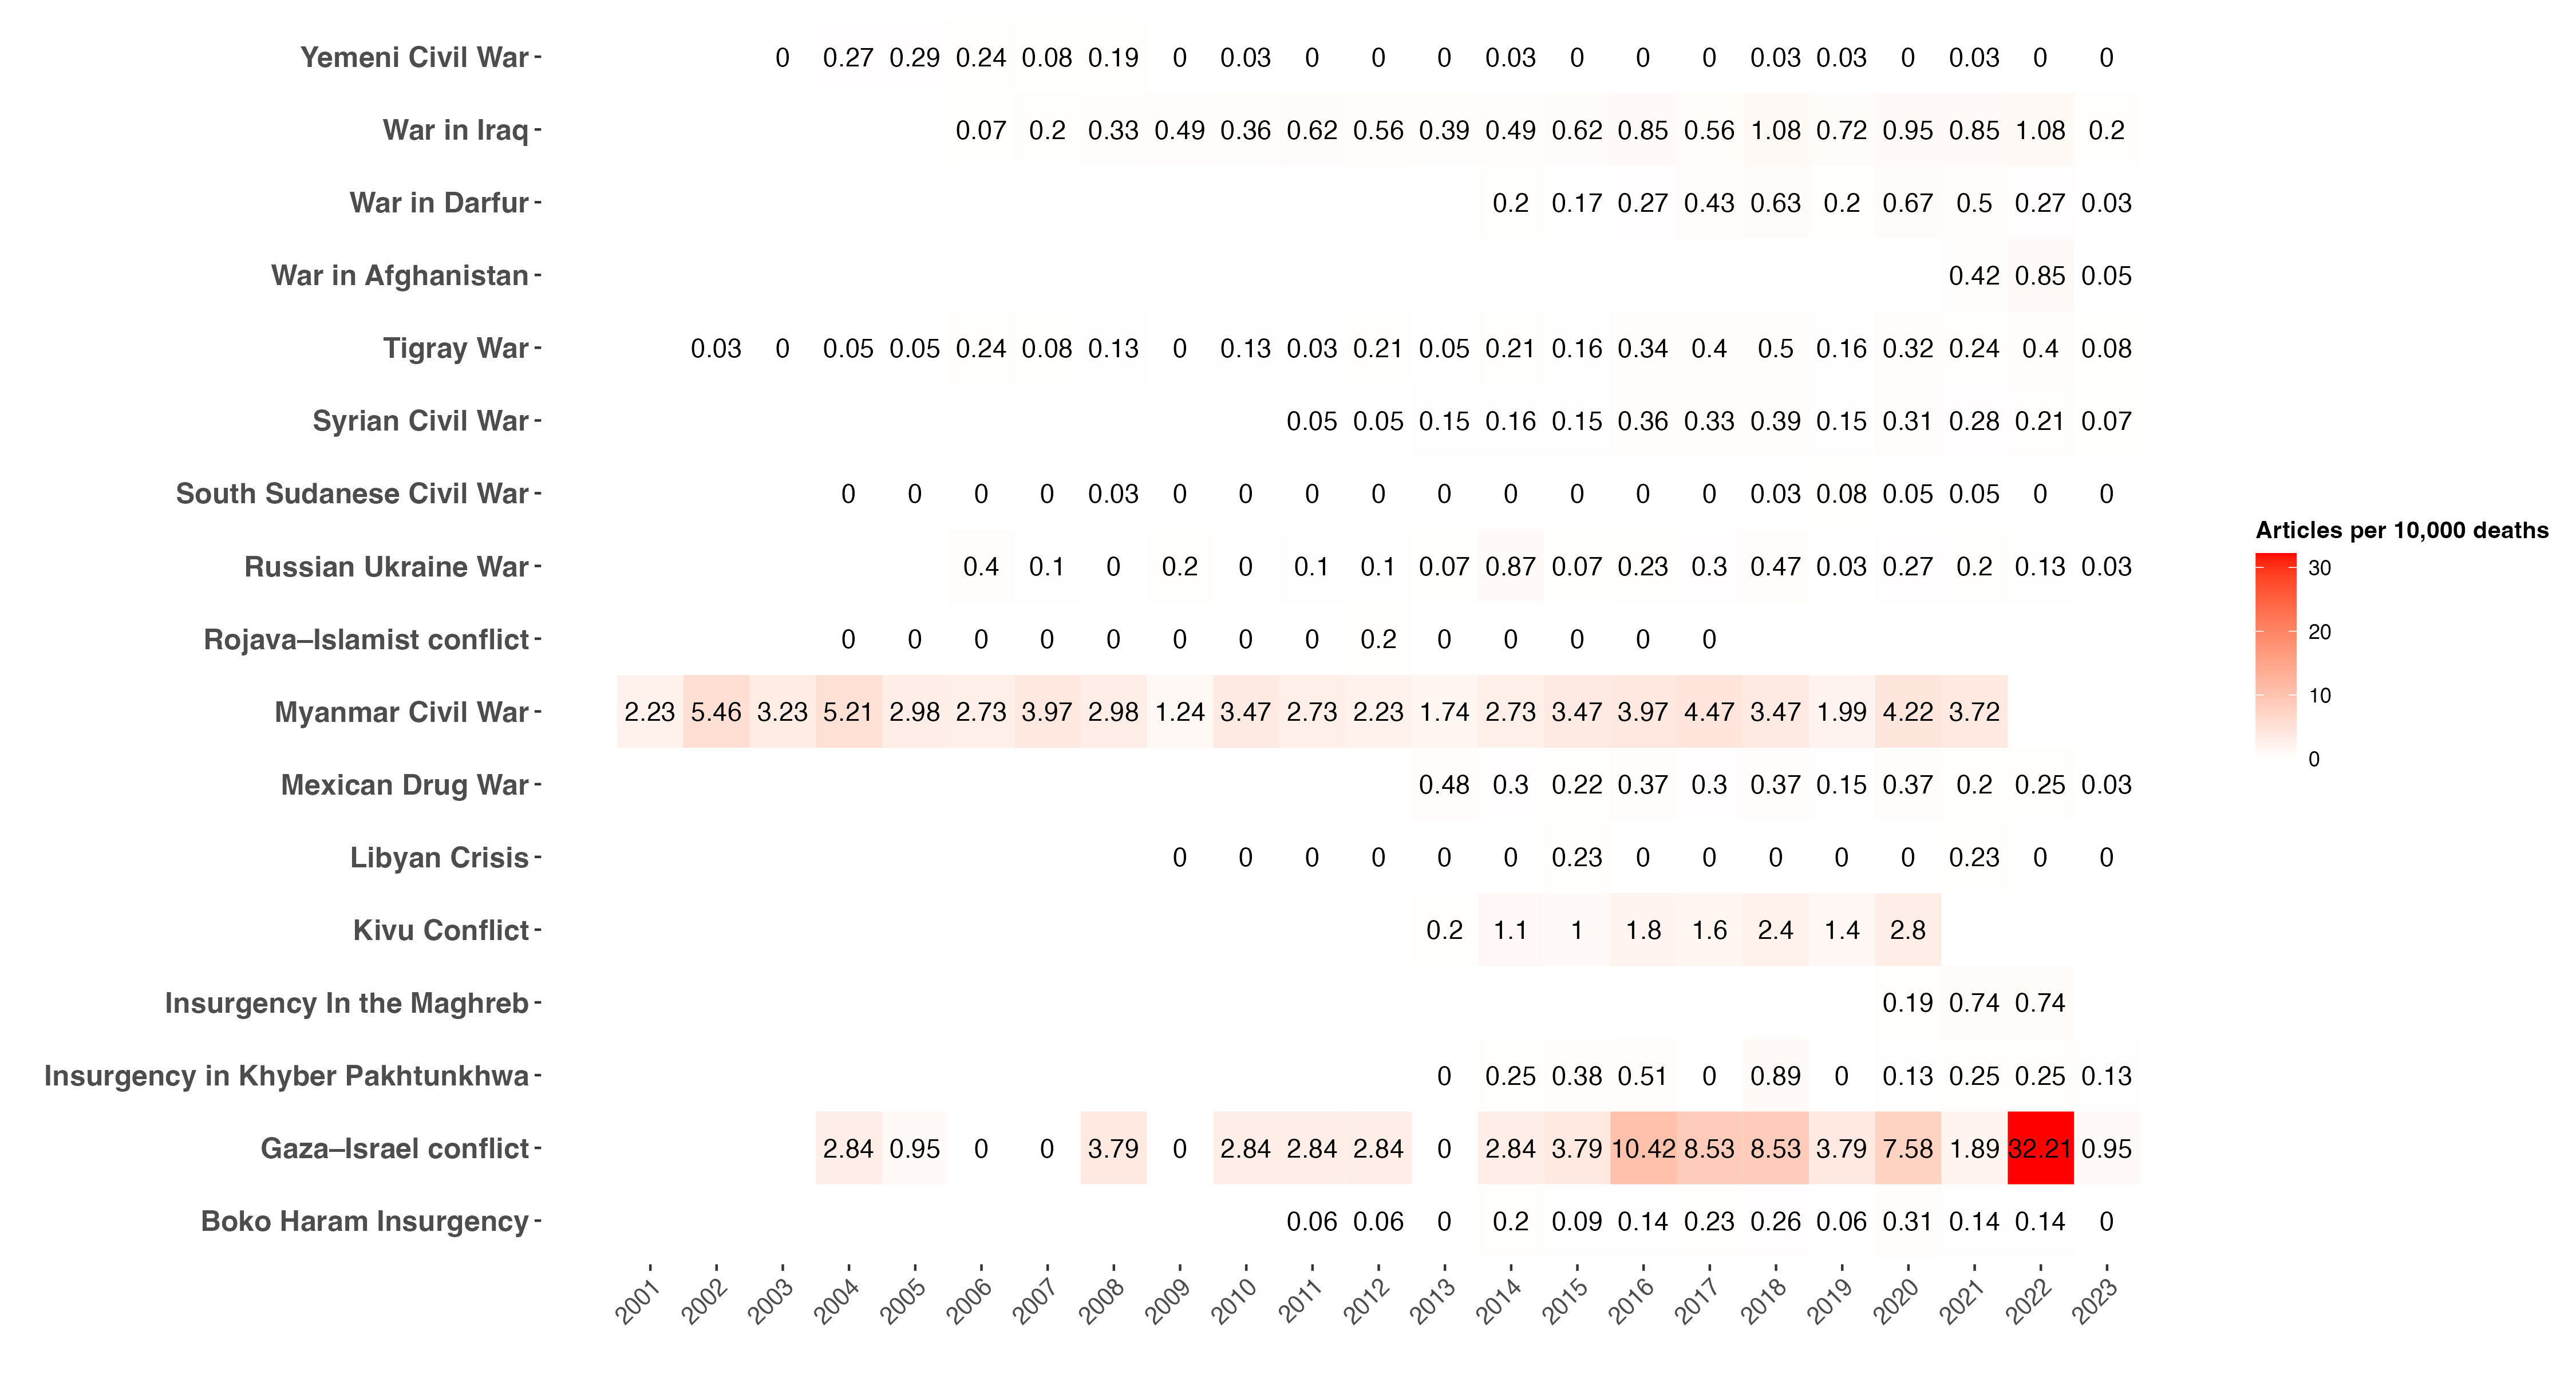 Yemeni Civil War 0 0.27 0.29 0.24 0.08 0.19 0 0.03 0 0 0 0.03 0 0 0 0.03 0.03 0 0.03 0 0
War in Iraq 0.07 0.2 0.33 0.49 0.36 0.62 0.56 0.39 0.49 0.62 0.85 0.56 1.08 0.72 0.95 0.85 1.08 0.2
War in Darfur 0.2 0.17 0.27 0.43 0.63 0.2 0.67 0.5 0.27 0.03
War in Afghanistan 0.42 0.85 0.05
Tigray War 0.03 0 0.05 0.05 0.24 0.08 0.13 0 0.13 0.03 0.21 0.05 0.21 0.16 0.34 0.4 0.5 0.16 0.32 0.24 0.4 0.08
Syrian Civil War 0.05 0.05 0.15 0.16 0.15 0.36 0.33 0.39 0.15 0.31 0.28 0.21 0.07
South Sudanese Civil War 0 0 0 0 0.03 0 0 0 0 0 0 0 0 0 0.03 0.08 0.05 0.05 0 0
Russian Ukraine War 0.4 0.1 0 0.2 0 0.1 0.1 0.07 0.87 0.07 0.23 0.3 0.47 0.03 0.27 0.2 0.13 0.03
Rojava–Islamist conflict 0 0 0 0 0 0 0 0 0.2 0 0 0 0 0
Myanmar Civil War 2.23 5.46 3.23 5.21 2.98 2.73 3.97 2.98 1.24 3.47 2.73 2.23 1.74 2.73 3.47 3.97 4.47 3.47 1.99 4.22 3.72
Mexican Drug War 0.48 0.3 0.22 0.37 0.3 0.37 0.15 0.37 0.2 0.25 0.03
Libyan Crisis 0 0 0 0 0 0 0.23 0 0 0 0 0 0.23 0 0
Kivu Conflict 0.2 1.1 1 1.8 1.6 2.4 1.4 2.8
Insurgency In the Maghreb 0.19 0.74 0.74
Insurgency in Khyber Pakhtunkhwa 0 0.25 0.38 0.51 0 0.89 0 0.13 0.25 0.25 0.13
Gaza–Israel conflict 2.84 0.95 0 0 3.79 0 2.84 2.84 2.84 0 2.84 3.79 10.42 8.53 8.53 3.79 7.58 1.89 32.21 0.95
Boko Haram Insurgency 0.06 0.06 0 0.2 0.09 0.14 0.23 0.26 0.06 0.31 0.14 0.14 0
2001 2002 2003 2004 2005 2006 2007 2008 2009 2010 2011 2012 2013 2014 2015 2016 2017 2018 2019 2020 2021 2022 2023
Articles per 10,000 deaths
30
20
10
0